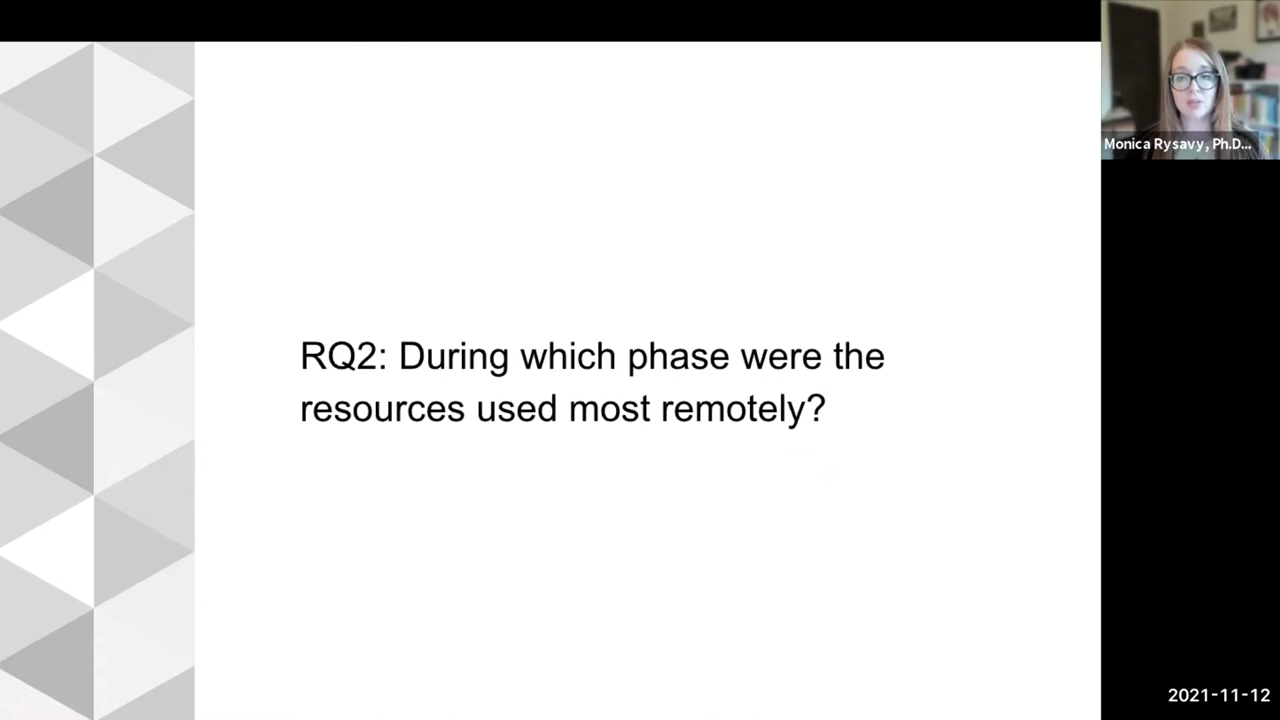 Monica Rysavy, Ph.D...
RQ2: During which phase were the
resources used most remotely?
2021-11-12